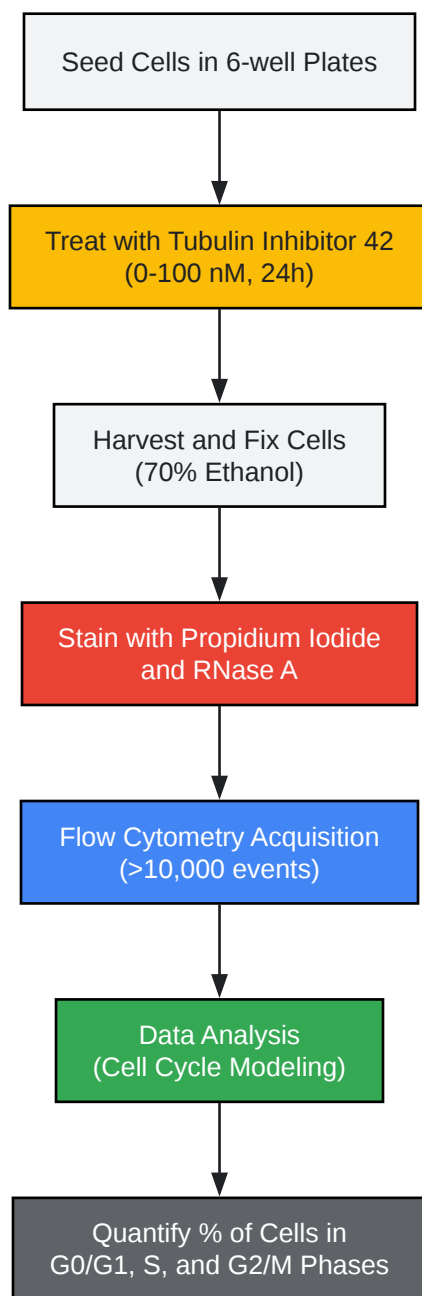 Seed Cells in 6-well Plates
Treat with Tubulin Inhibitor 42
(0-100 nM, 24h)
Harvest and Fix Cells
(70% Ethanol)
Stain with Propidium Iodide
and RNase A
Flow Cytometry Acquisition
(>10,000 events)
Data Analysis
(Cell Cycle Modeling)
Quantify % of Cells in
G0/G1, S, and G2/M Phases